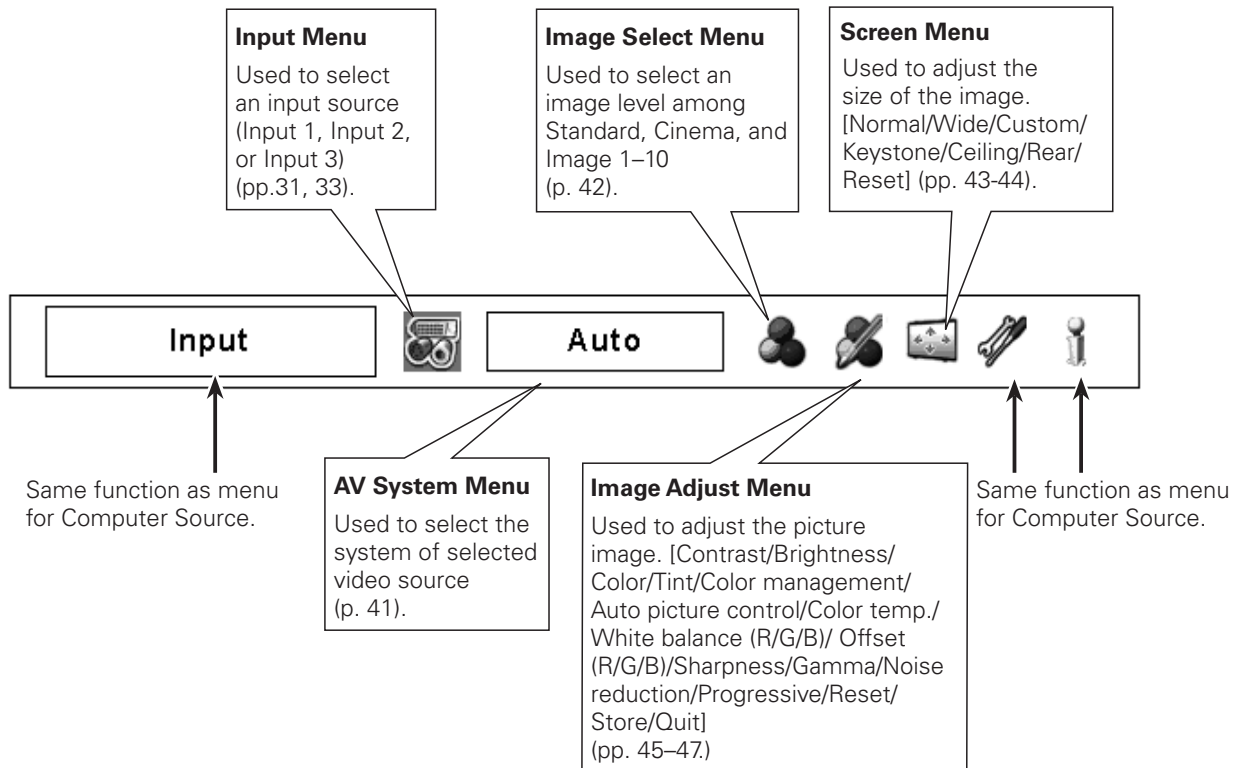 Input Menu
Used to select
an input source
(Input 1, Input 2,
or Input 3)
(pp.31, 33).
Image Select Menu
Used to select an
image level among
Standard, Cinema, and
Image 1–10
(p. 42).
Screen Menu
Used to adjust the
size of the image.
[Normal/Wide/Custom/
Keystone/Ceiling/Rear/
Reset] (pp. 43-44).
Input
Auto
Same function as menu
for Computer Source.
AV System Menu
Used to select the
system of selected
video source
(p. 41).
Image Adjust Menu
Used to adjust the picture
image. [Contrast/Brightness/
Color/Tint/Color management/
Auto picture control/Color temp./
White balance (R/G/B)/ Offset
(R/G/B)/Sharpness/Gamma/Noise
reduction/Progressive/Reset/
Store/Quit]
(pp. 45–47.)
Same function as menu
for Computer Source.